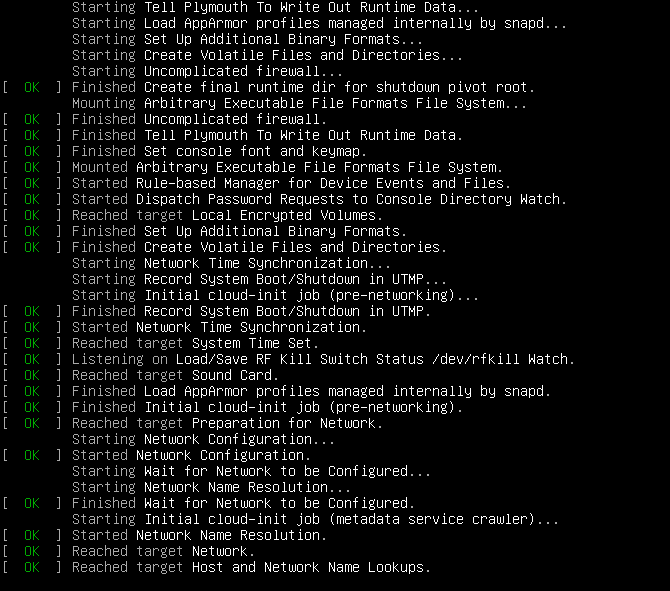 Starting Tell Plymouth To Write Out Runtime Data...
Starting Load AppArmor profiles managed internally by snapd...
Starting Set Up Additional Binary Formats...
Starting Create Volatile Files and Directories...
Starting Uncomplicated firewall...
[  OK  ] Finished Create final runtime dir for shutdown pivot root.
Mounting Arbitrary Executable File Formats File System...
[  OK  ] Finished Uncomplicated firewall.
[  OK  ] Finished Tell Plymouth To Write Out Runtime Data.
[  OK  ] Finished Set console font and keymap.
[  OK  ] Mounted Arbitrary Executable File Formats File System.
[  OK  ] Started Rule-based Manager for Device Events and Files.
[  OK  ] Started Dispatch Password Requests to Console Directory Watch.
[  OK  ] Reached target Local Encrypted Volumes.
[  OK  ] Finished Set Up Additional Binary Formats.
[  OK  ] Finished Create Volatile Files and Directories.
Starting Network Time Synchronization...
Starting Record System Boot/Shutdown in UTMP...
Starting Initial cloud-init job (pre-networking)...
[  OK  ] Finished Record System Boot/Shutdown in UTMP.
[  OK  ] Started Network Time Synchronization.
[  OK  ] Reached target System Time Set.
[  OK  ] Listening on Load/Save RF Kill Switch Status /dev/rfkill Watch.
[  OK  ] Reached target Sound Card.
[  OK  ] Finished Load AppArmor profiles managed internally by snapd.
[  OK  ] Finished Initial cloud-init job (pre-networking).
[  OK  ] Reached target Preparation for Network.
Starting Network Configuration...
[  OK  ] Started Network Configuration.
Starting Wait for Network to be Configured...
Starting Network Name Resolution...
[  OK  ] Finished Wait for Network to be Configured.
Starting Initial cloud-init job (metadata service crawler)...
[  OK  ] Started Network Name Resolution.
[  OK  ] Reached target Network.
[  OK  ] Reached target Host and Network Name Lookups.